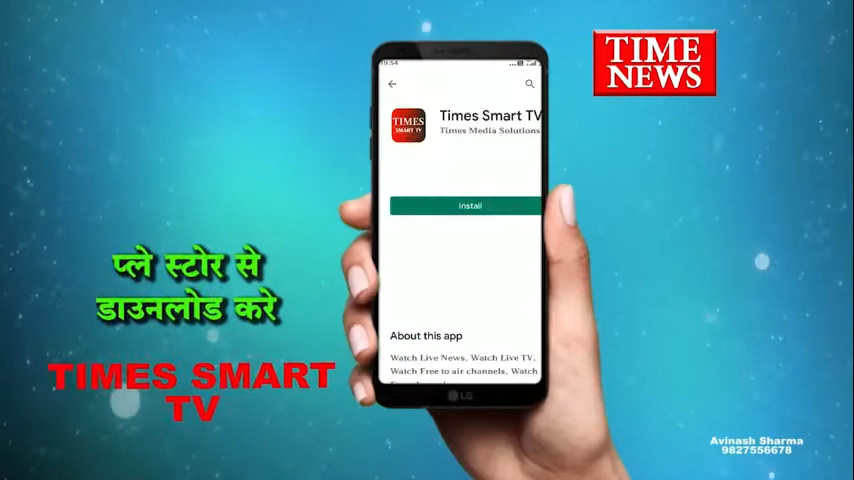 TIME
NEWS
19:54
Times Smart TV
Times Media Solutions
TIMES
SMART TV
Install
About this app
Watch Live News, Watch Live TV,
Watch Free to air channels, Watch
प्ले स्टोर से
डाउनलोड करे
TIMES SMART
TV
LG
Avinash Sharma
9827556678